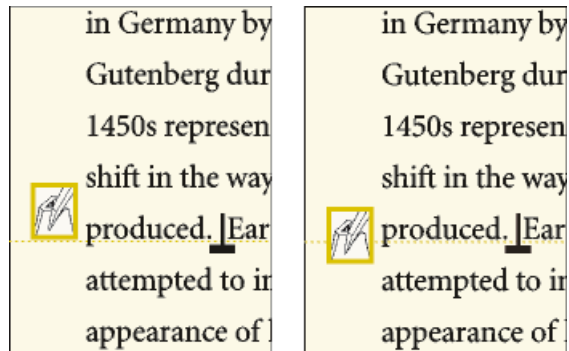 in Germany by
Gutenberg dur
1450s represen
shift in the way
produced. Ear
attempted to in
appearance of
in Germany by
Gutenberg dur
1450s represen
shift in the way
produced. Ear
attempted to in
appearance of